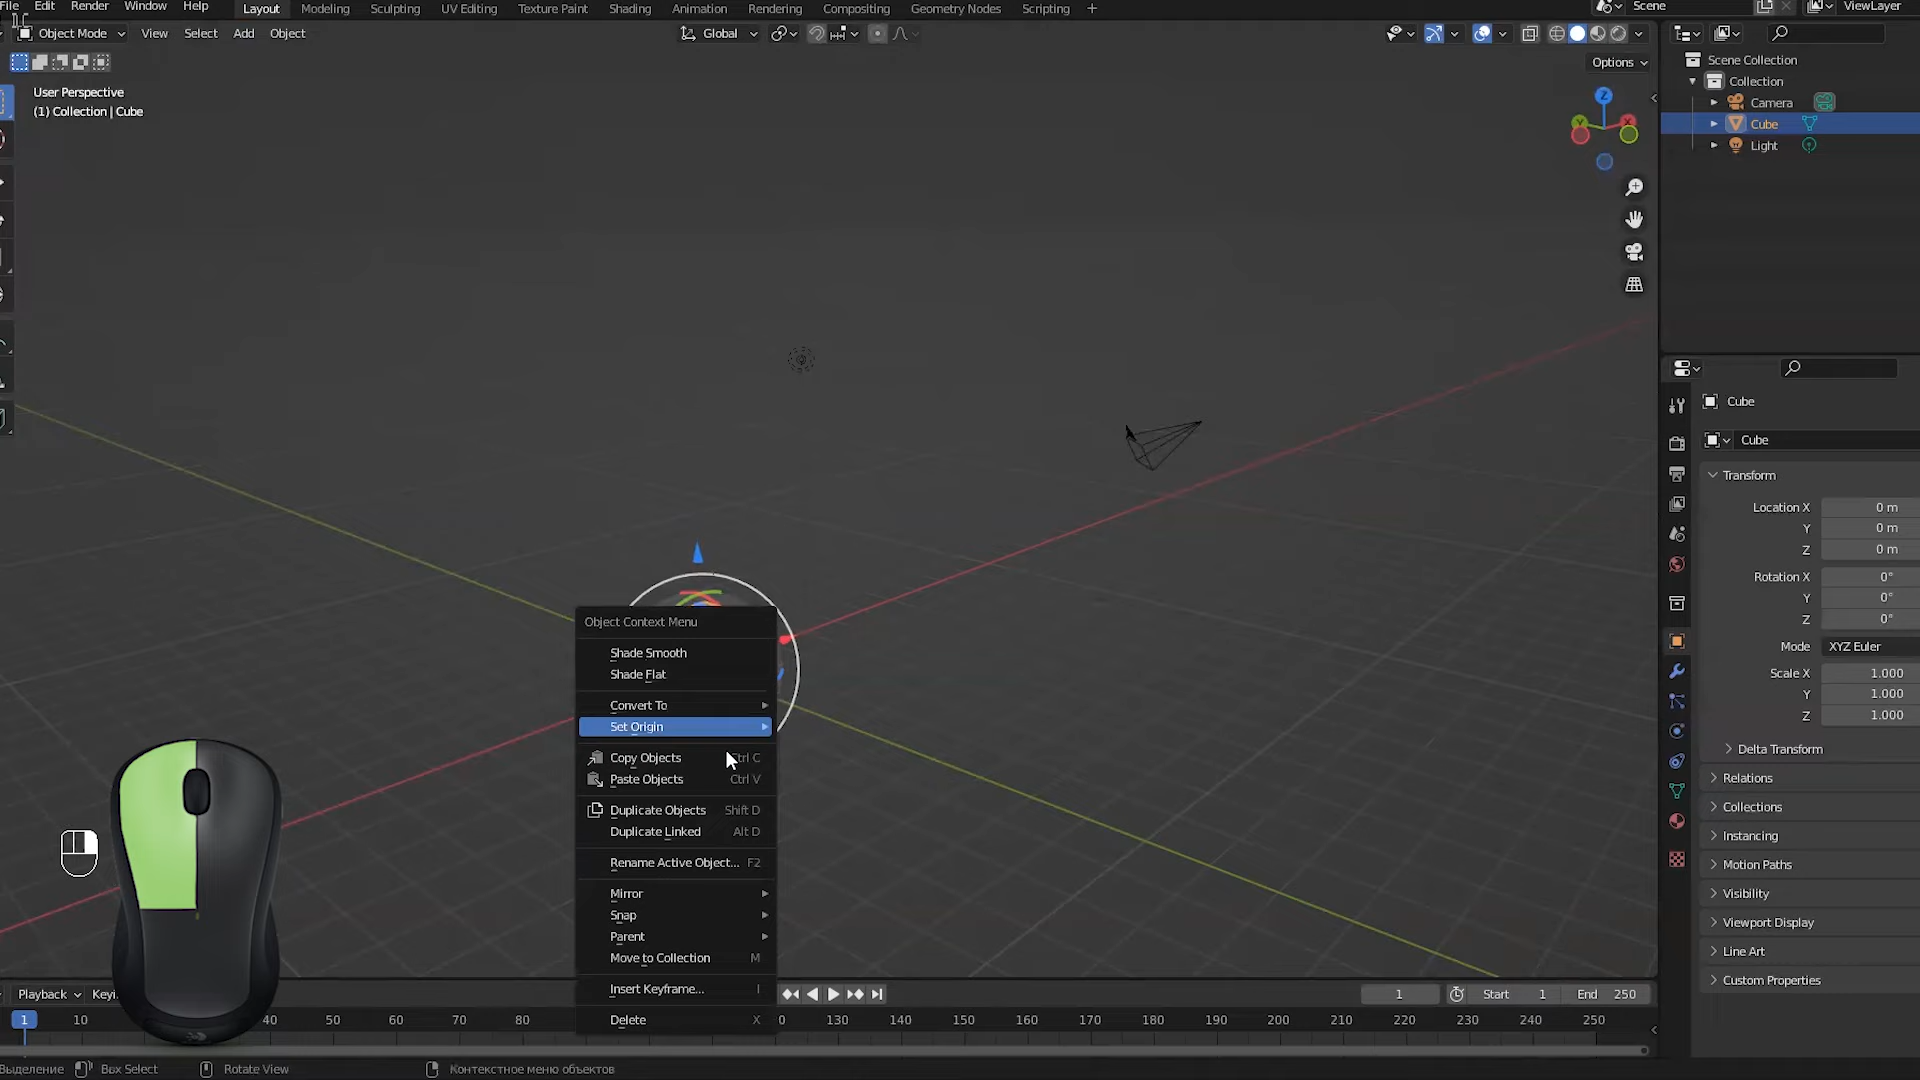 File Edit Render Window Help Layout Modeling Sculpting UV Editing Texture Paint Shading Animation Rendering Compositing Geometry Nodes Scripting + Scene ViewLayer
Object Mode View Select Add Object Global
Options
User Perspective
(1) Collection | Cube
Z
Y
X
Scene Collection
Collection
Camera
Cube
Light
Cube
Cube
Transform
Location X 0 m
Y 0 m
Z 0 m
Rotation X 0°
Y 0°
Z 0°
Mode XYZ Euler
Scale X 1.000
Y 1.000
Z 1.000
Delta Transform
Relations
Collections
Instancing
Motion Paths
Visibility
Viewport Display
Line Art
Custom Properties
Object Context Menu
Shade Smooth
Shade Flat
Convert To
Set Origin
Copy Objects Ctrl C
Paste Objects Ctrl V
Duplicate Objects Shift D
Duplicate Linked Alt D
Rename Active Object... F2
Mirror
Snap
Parent
Move to Collection M
Insert Keyframe... I
Delete X
Playback 1 Start 1 End 250
1 10 40 50 60 70 80 130 140 150 160 170 180 190 200 210 220 230 240 250
Выделение Box Select Rotate View Контекстное меню объектов